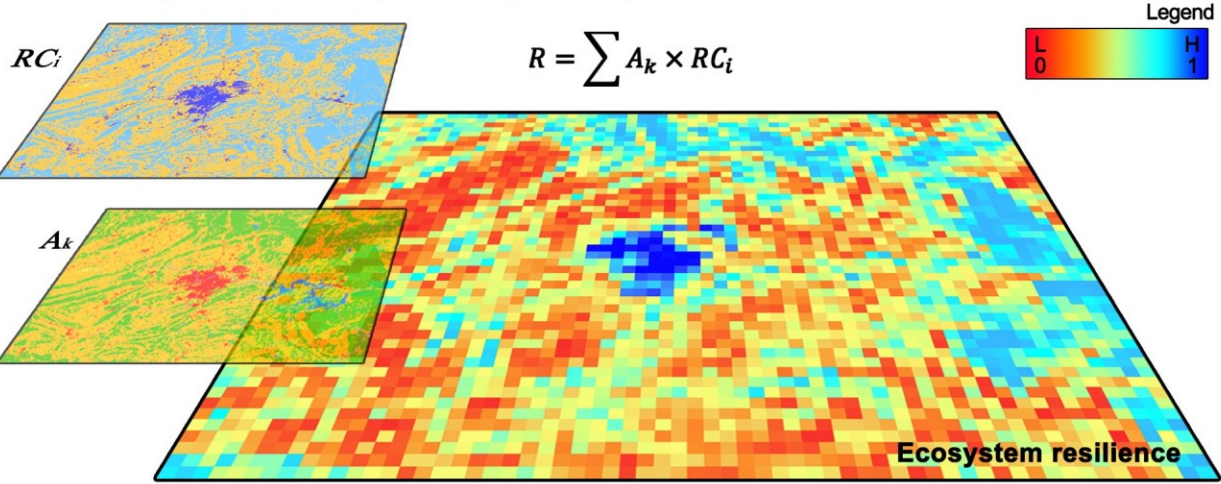 Legend
RCᵢ
R = ∑ Aₖ × RCᵢ
L H
0 1
Aₖ
Ecosystem resilience